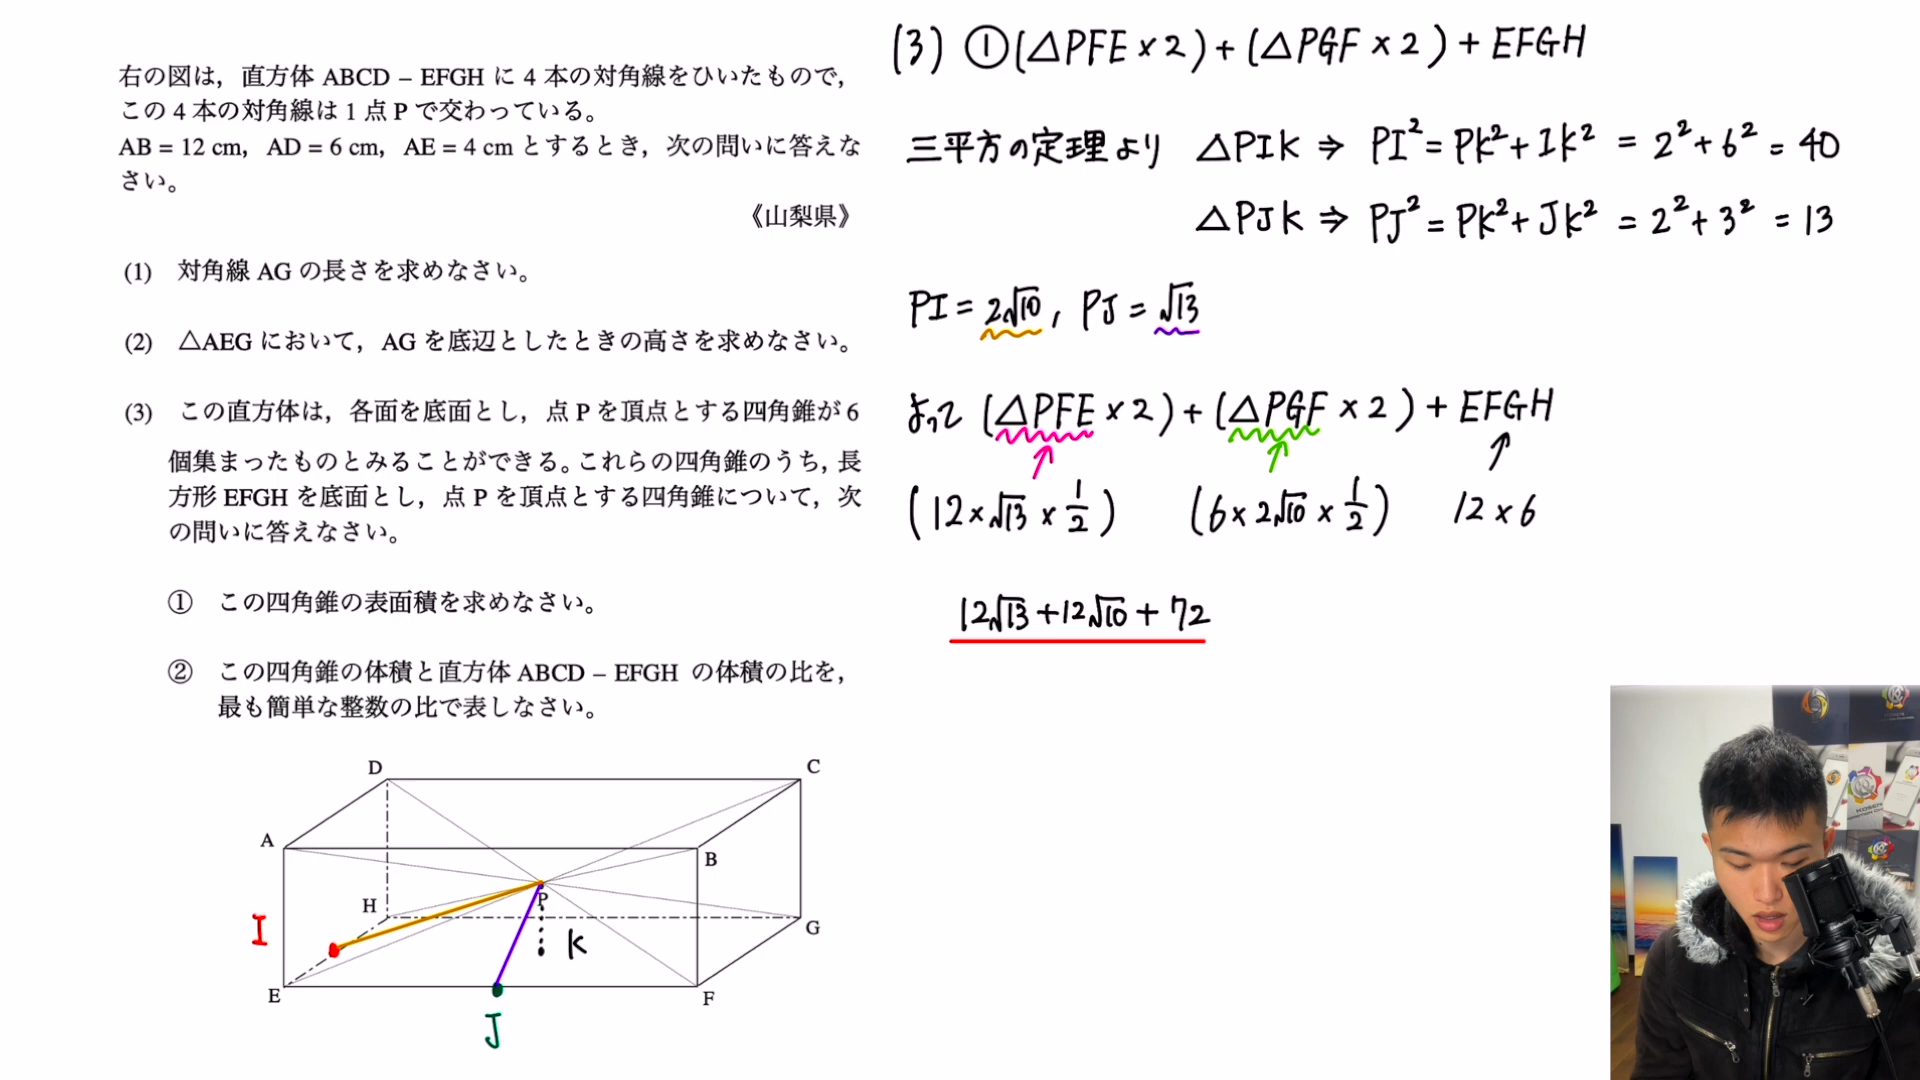 右の図は，直方体 ABCD – EFGH に 4 本の対角線をひいたもので，
この 4 本の対角線は 1 点 P で交わっている。
AB = 12 cm，AD = 6 cm，AE = 4 cm とするとき，次の問いに答えな
さい。
《山梨県》
(1) 対角線 AG の長さを求めなさい。
(2) △AEG において，AG を底辺としたときの高さを求めなさい。
(3) この直方体は，各面を底面とし，点 P を頂点とする四角錐が 6
個集まったものとみることができる。これらの四角錐のうち，長
方形 EFGH を底面とし，点 P を頂点とする四角錐について，次
の問いに答えなさい。
① この四角錐の表面積を求めなさい。
② この四角錐の体積と直方体 ABCD – EFGH の体積の比を，
最も簡単な整数の比で表しなさい。
D
C
A
B
H
P
G
I
K
E
F
J
(3) ①(△PFE×2)+(△PGF×2)+EFGH
三平方の定理より △PIK ⇒ PI²=PK²+IK² = 2²+6² = 40
△PJK ⇒ PJ²=PK²+JK² = 2²+3² = 13
PI = 2√10, PJ = √13
よって (△PFE×2)+(△PGF×2)+EFGH
(12×√13×1/2) (6×2√10×1/2) 12×6
12√13+12√10+72